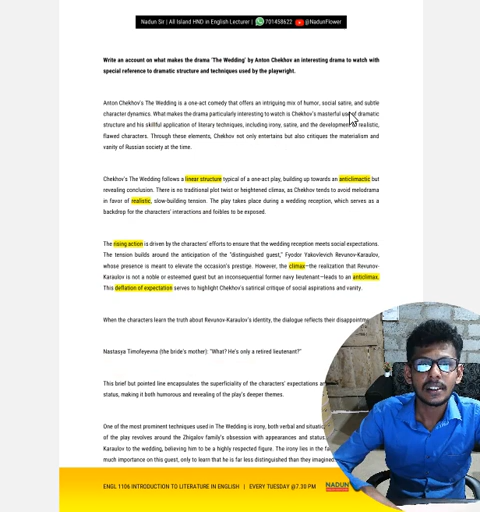 Nadun Sir | All Island HND in English Lecturer | 701458622 @NadunFlower
Write an account on what makes the drama 'The Wedding' by Anton Chekhov an interesting drama to watch with
special reference to dramatic structure and techniques used by the playwright.
Anton Chekhov's The Wedding is a one-act comedy that offers an intriguing mix of humor, social satire, and subtle
character dynamics. What makes the drama particularly interesting to watch is Chekhov's masterful use of dramatic
structure and his skillful application of literary techniques, including irony, satire, and the development of realistic,
flawed characters. Through these elements, Chekhov not only entertains but also critiques the materialism and
vanity of Russian society at the time.
Chekhov's The Wedding follows a linear structure typical of a one-act play, building up towards an anticlimactic but
revealing conclusion. There is no traditional plot twist or heightened climax, as Chekhov tends to avoid melodrama
in favor of realistic, slow-building tension. The play takes place during a wedding reception, which serves as a
backdrop for the characters' interactions and foibles to be exposed.
The rising action is driven by the characters' efforts to ensure that the wedding reception meets social expectations.
The tension builds around the anticipation of the "distinguished guest," Fyodor Yakovlevich Revunov-Karaulov,
whose presence is meant to elevate the occasion's prestige. However, the climax—the realization that Revunov-
Karaulov is not a noble or esteemed guest but an inconsequential former navy lieutenant—leads to an anticlimax.
This deflation of expectation serves to highlight Chekhov's satirical critique of social aspirations and vanity.
When the characters learn the truth about Revunov-Karaulov's identity, the dialogue reflects their
Nastasya Timofeyevna (the bride's mother): "What? He's only a retired lieutenant?"
This brief but pointed line encapsulates the superficiality of the characters' expectations
status, making it both humorous and revealing of the play's deeper themes.
One of the most prominent techniques used in The Wedding is irony, both verbal and
of the play revolves around the Zhigalov family's obsession with appearances and
Karaulov to the wedding, believing him to be a highly respected figure. The irony lies in the
much importance on this guest, only to learn that he is far less distinguished than they imagined
ENGL 1106 INTRODUCTION TO LITERATURE IN ENGLISH | EVERY TUESDAY @7.30 PM NADUN